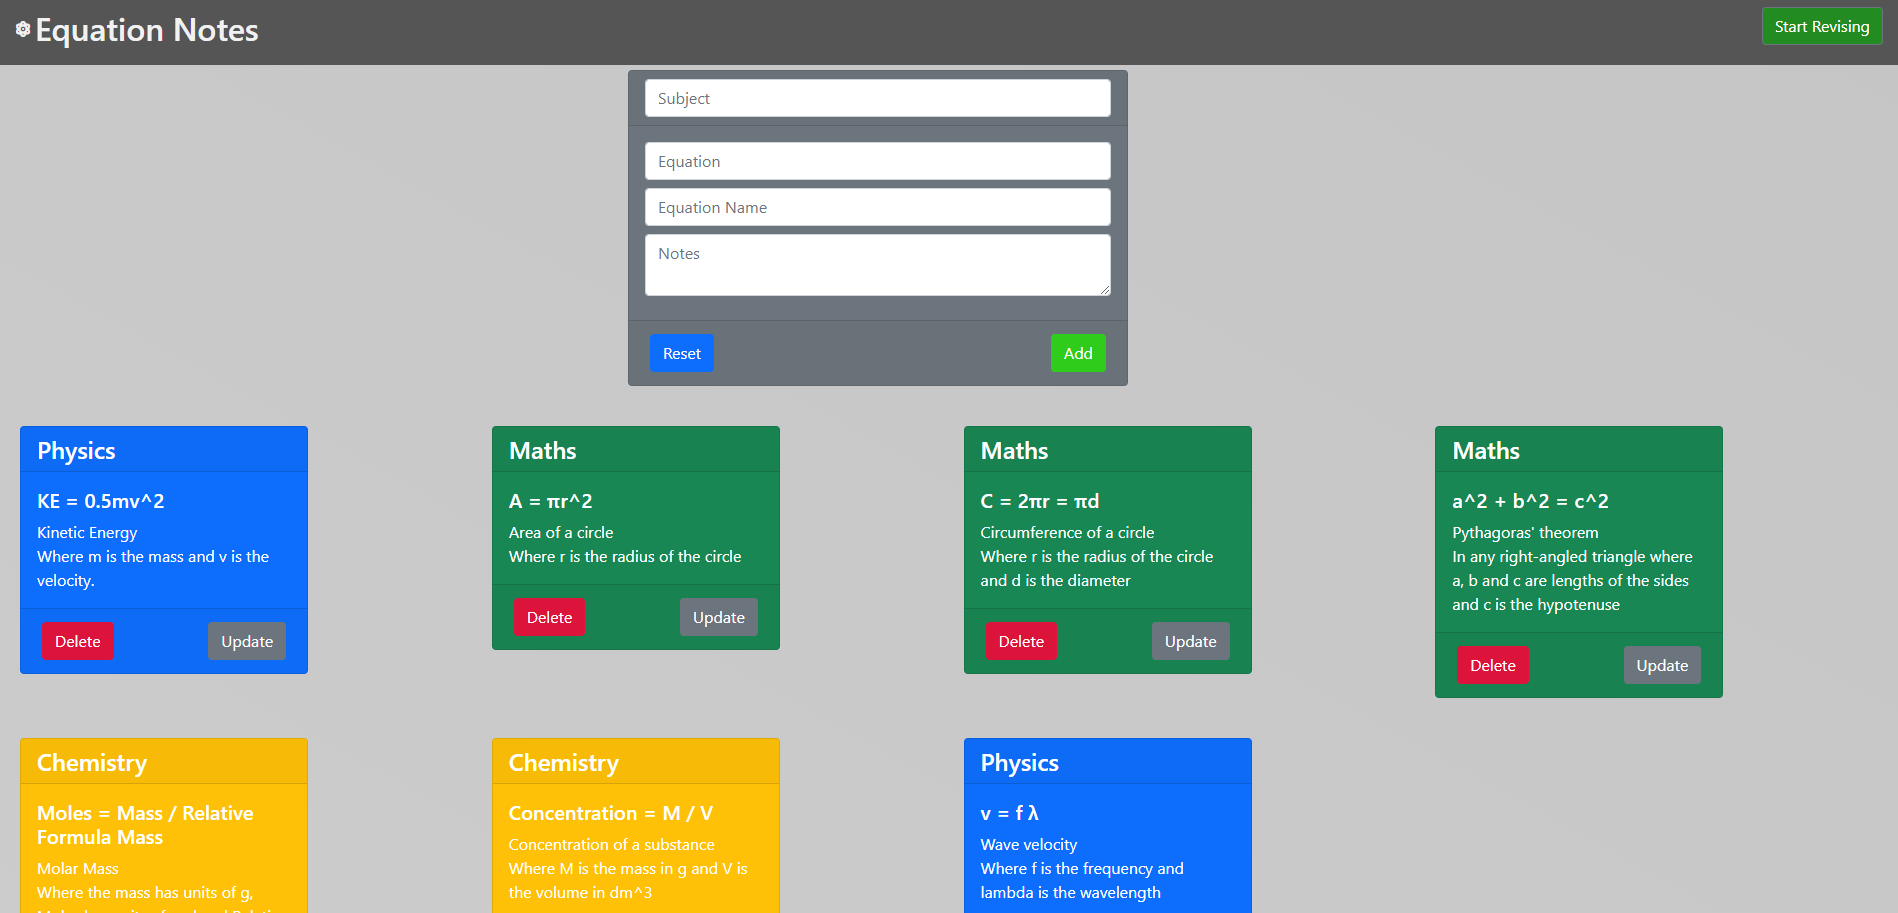 Equation Notes
Start Revising
Subject
Equation
Equation Name
Notes
Reset
Add
Physics
KE = 0.5mv^2
Kinetic Energy
Where m is the mass and v is the
velocity.
Delete
Update
Maths
A = πr^2
Area of a circle
Where r is the radius of the circle
Delete
Update
Maths
C = 2πr = πd
Circumference of a circle
Where r is the radius of the circle
and d is the diameter
Delete
Update
Maths
a^2 + b^2 = c^2
Pythagoras' theorem
In any right-angled triangle where
a, b and c are lengths of the sides
and c is the hypotenuse
Delete
Update
Chemistry
Moles = Mass / Relative
Formula Mass
Molar Mass
Where the mass has units of g,
Chemistry
Concentration = M / V
Concentration of a substance
Where M is the mass in g and V is
the volume in dm^3
Physics
v = f λ
Wave velocity
Where f is the frequency and
lambda is the wavelength